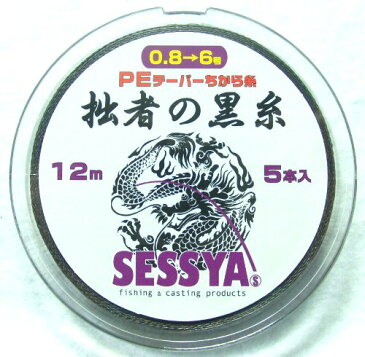 0.8→6号
PEテーパーちから糸
拙者の黒糸
12m
5本入
SESSYA S
fishing & casting products